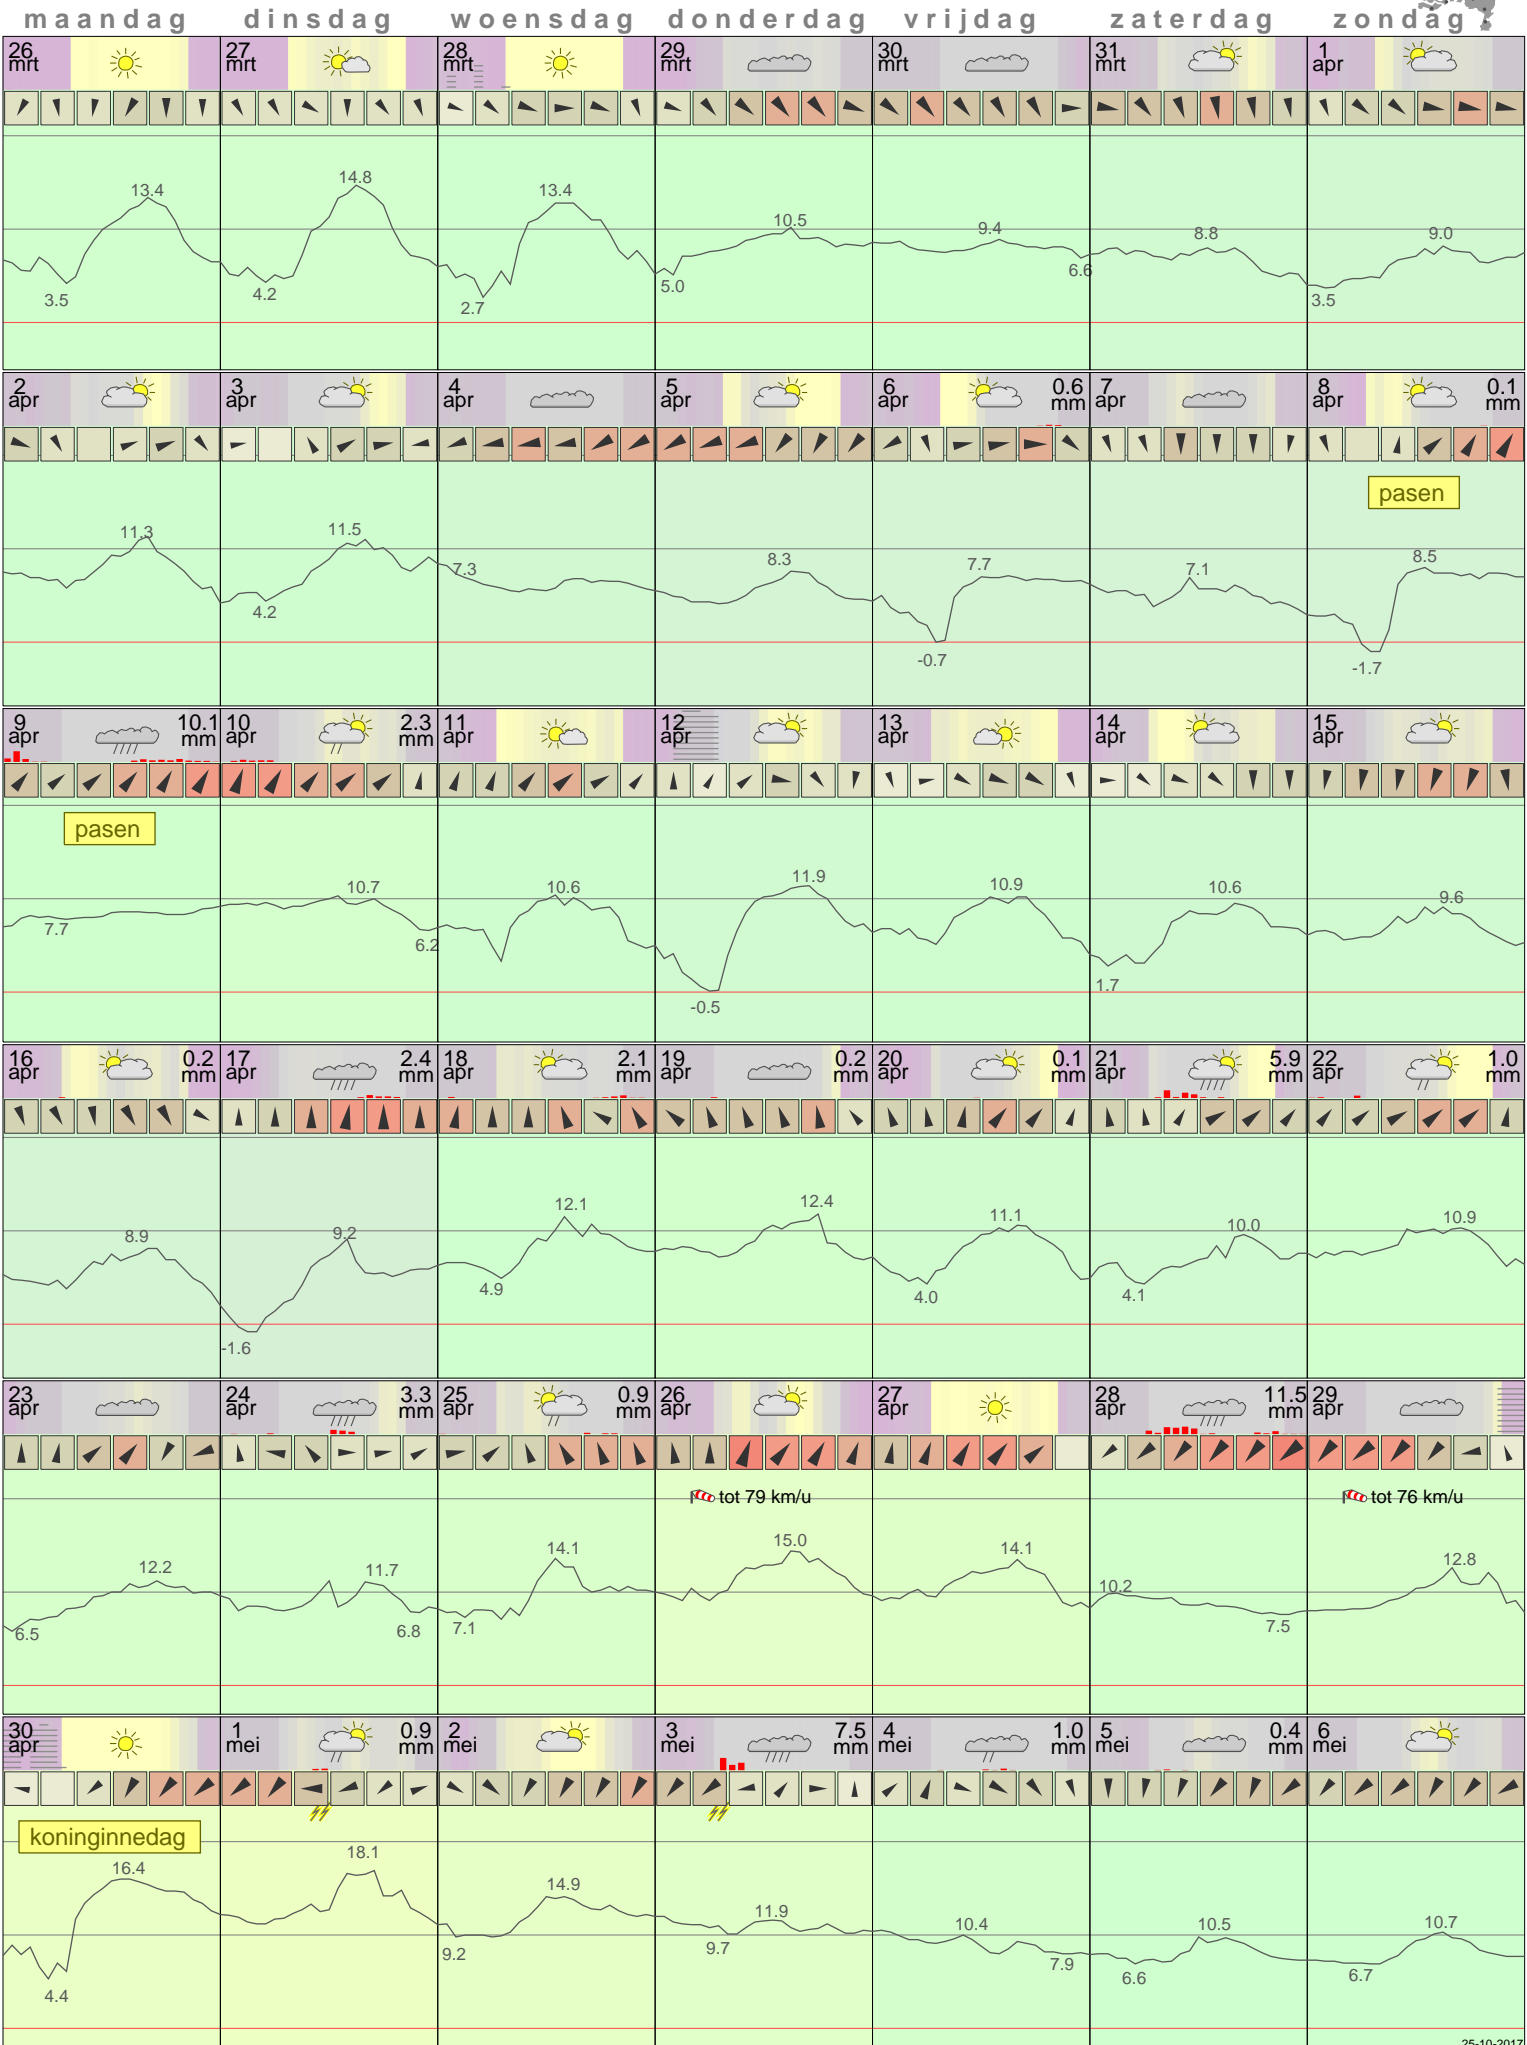 maandag dinsdag woensdag donderdag vrijdag zaterdag zondag
26 mrt 27 mrt 28 mrt 29 mrt 30 mrt 31 mrt 1 apr
13.4 14.8 13.4 10.5 9.4 8.8 9.0
3.5 4.2 2.7 5.0 6.6 3.5
2 apr 3 apr 4 apr 5 apr 6 apr 0.6 mm 7 apr 8 apr 0.1 mm
pasen
11.3 11.5 7.3 8.3 7.7 7.1 8.5
4.2 -0.7 -1.7
9 apr 10.1 mm 10 apr 2.3 mm 11 apr 12 apr 13 apr 14 apr 15 apr
pasen
10.7 10.6 11.9 10.9 10.6 9.6
7.7 6.2 -0.5 1.7
16 apr 0.2 mm 17 apr 2.4 mm 18 apr 2.1 mm 19 apr 0.2 mm 20 apr 0.1 mm 21 apr 5.9 mm 22 apr 1.0 mm
8.9 9.2 12.1 12.4 11.1 10.0 10.9
-1.6 4.9 4.0 4.1
23 apr 24 apr 3.3 mm 25 apr 0.9 mm 26 apr 27 apr 28 apr 11.5 mm 29 apr
tot 79 km/u tot 76 km/u
12.2 11.7 14.1 15.0 14.1 10.2 12.8
6.5 6.8 7.1 7.5
30 apr 1 mei 0.9 mm 2 mei 3 mei 7.5 mm 4 mei 1.0 mm 5 mei 0.4 mm 6 mei
koninginnedag
16.4 18.1 14.9 11.9 10.4 10.5 10.7
4.4 9.2 9.7 7.9 6.6 6.7
25-10-2017